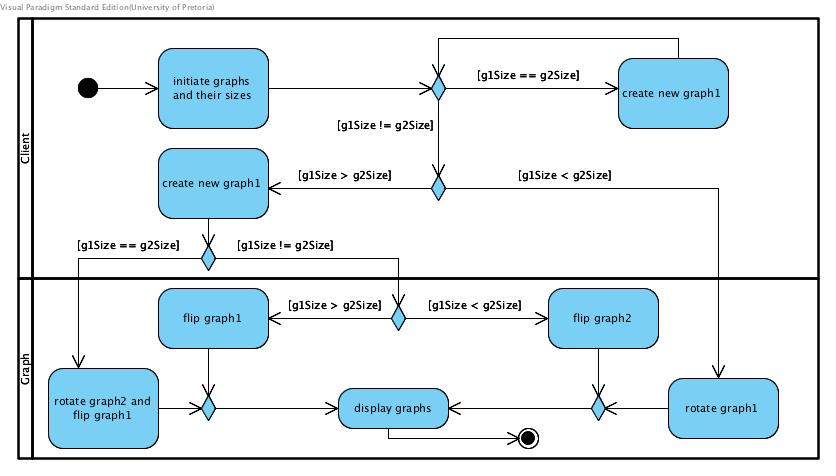 Visual Paradigm Standard Edition(University of Pretoria)
Client
initiate graphs
and their sizes
[g1Size == g2Size]
create new graph1
[g1Size != g2Size]
create new graph1
[g1Size > g2Size]
[g1Size < g2Size]
[g1Size == g2Size]
[g1Size != g2Size]
Graph
flip graph1
[g1Size > g2Size]
[g1Size < g2Size]
flip graph2
rotate graph2 and
flip graph1
display graphs
rotate graph1